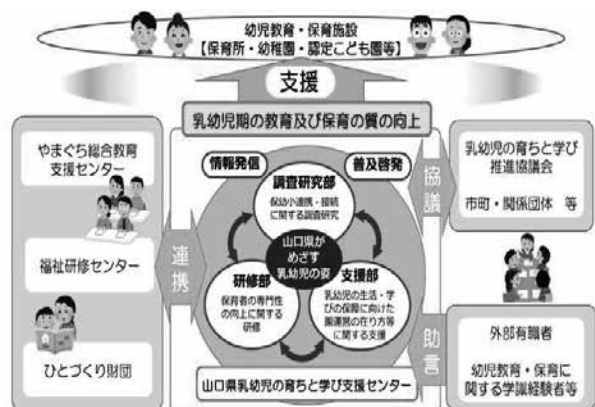 幼児教育・保育施設
【保育所・幼稚園・認定こども園等】
支援
乳幼児期の教育及び保育の質の向上
やまぐち総合教育
支援センター
福祉研修センター
ひとづくり財団
連携
情報発信
普及啓発
調査研究部
保幼小連携・接続
に関する調査研究
山口県が
めざす
乳幼児の姿
研修部
保育者の専門性
の向上に関する
研修
支援部
乳幼児の生活・学
びの保障に向けた
園運営の在り方等
に関する支援
山口県乳幼児の育ちと学び支援センター
協議
乳幼児の育ちと学び
推進協議会
市町・関係団体 等
助言
外部有識者
幼児教育・保育に
関する学識経験者等